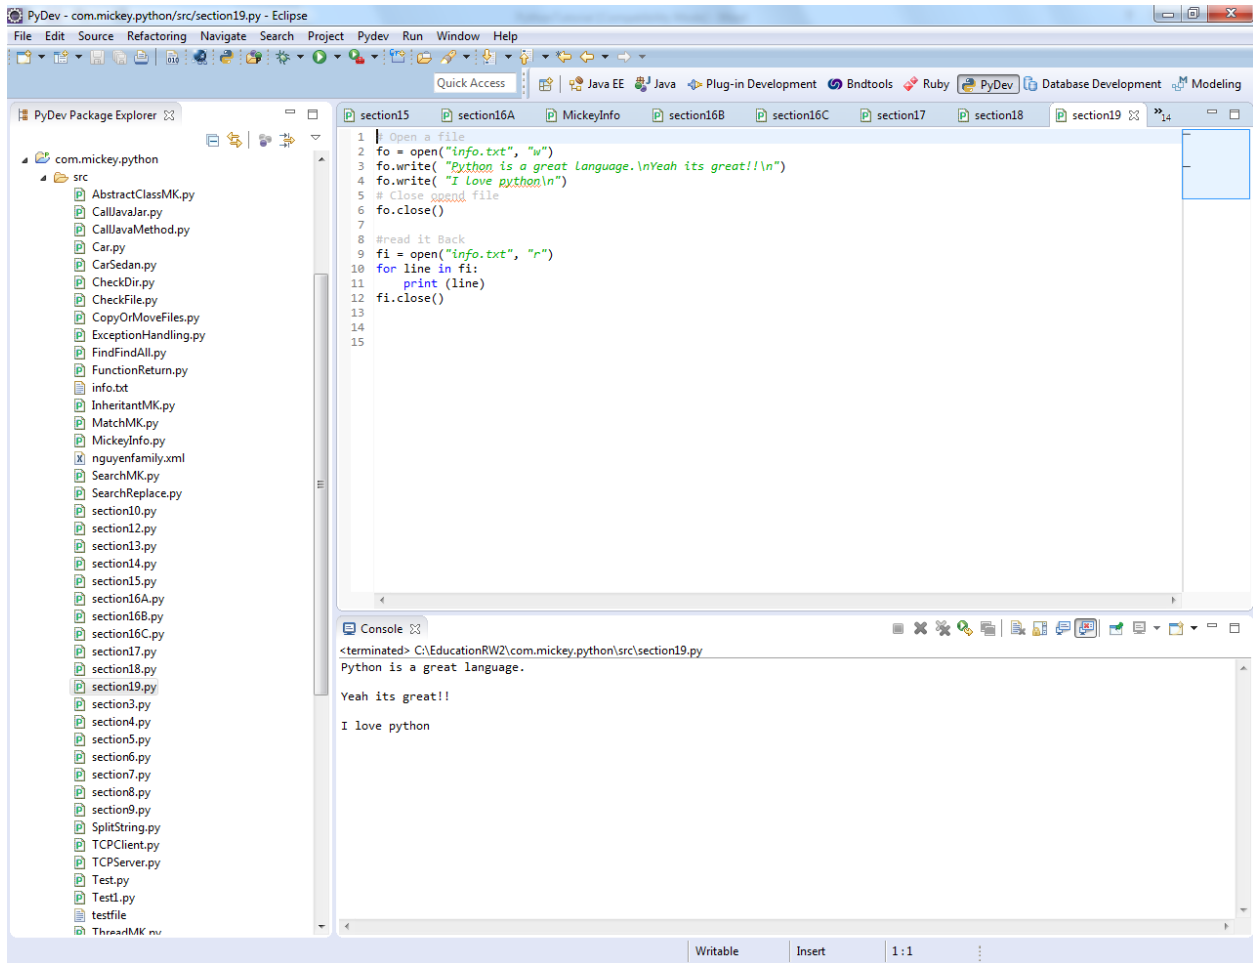 PyDev - com.mickey.python/src/section19.py - Eclipse
File Edit Source Refactoring Navigate Search Project Pydev Run Window Help
Quick Access Java EE Java Plug-in Development Bndtools Ruby PyDev Database Development Modeling
PyDev Package Explorer
com.mickey.python
src
AbstractClassMK.py
CallJavaJar.py
CallJavaMethod.py
Car.py
CarSedan.py
CheckDir.py
CheckFile.py
CopyOrMoveFiles.py
ExceptionHandling.py
FindFindAll.py
FunctionReturn.py
info.txt
InheritantMK.py
MatchMK.py
MickeyInfo.py
nguyenfamily.xml
SearchMK.py
SearchReplace.py
section10.py
section12.py
section13.py
section14.py
section15.py
section16A.py
section16B.py
section16C.py
section17.py
section18.py
section19.py
section3.py
section4.py
section5.py
section6.py
section7.py
section8.py
section9.py
SplitString.py
TCPClient.py
TCPServer.py
Test.py
Test1.py
testfile
ThreadMK.py
section15 section16A MickeyInfo section16B section16C section17 section18 section19 »14
1 # Open a file
2 fo = open("info.txt", "w")
3 fo.write( "Python is a great language.\nYeah its great!!\n")
4 fo.write( "I love python\n")
5 # Close opend file
6 fo.close()
7
8 #read it Back
9 fi = open("info.txt", "r")
10 for line in fi:
11     print (line)
12 fi.close()
13
14
15
Console
<terminated> C:\EducationRW2\com.mickey.python\src\section19.py
Python is a great language.
Yeah its great!!
I love python
Writable Insert 1 : 1